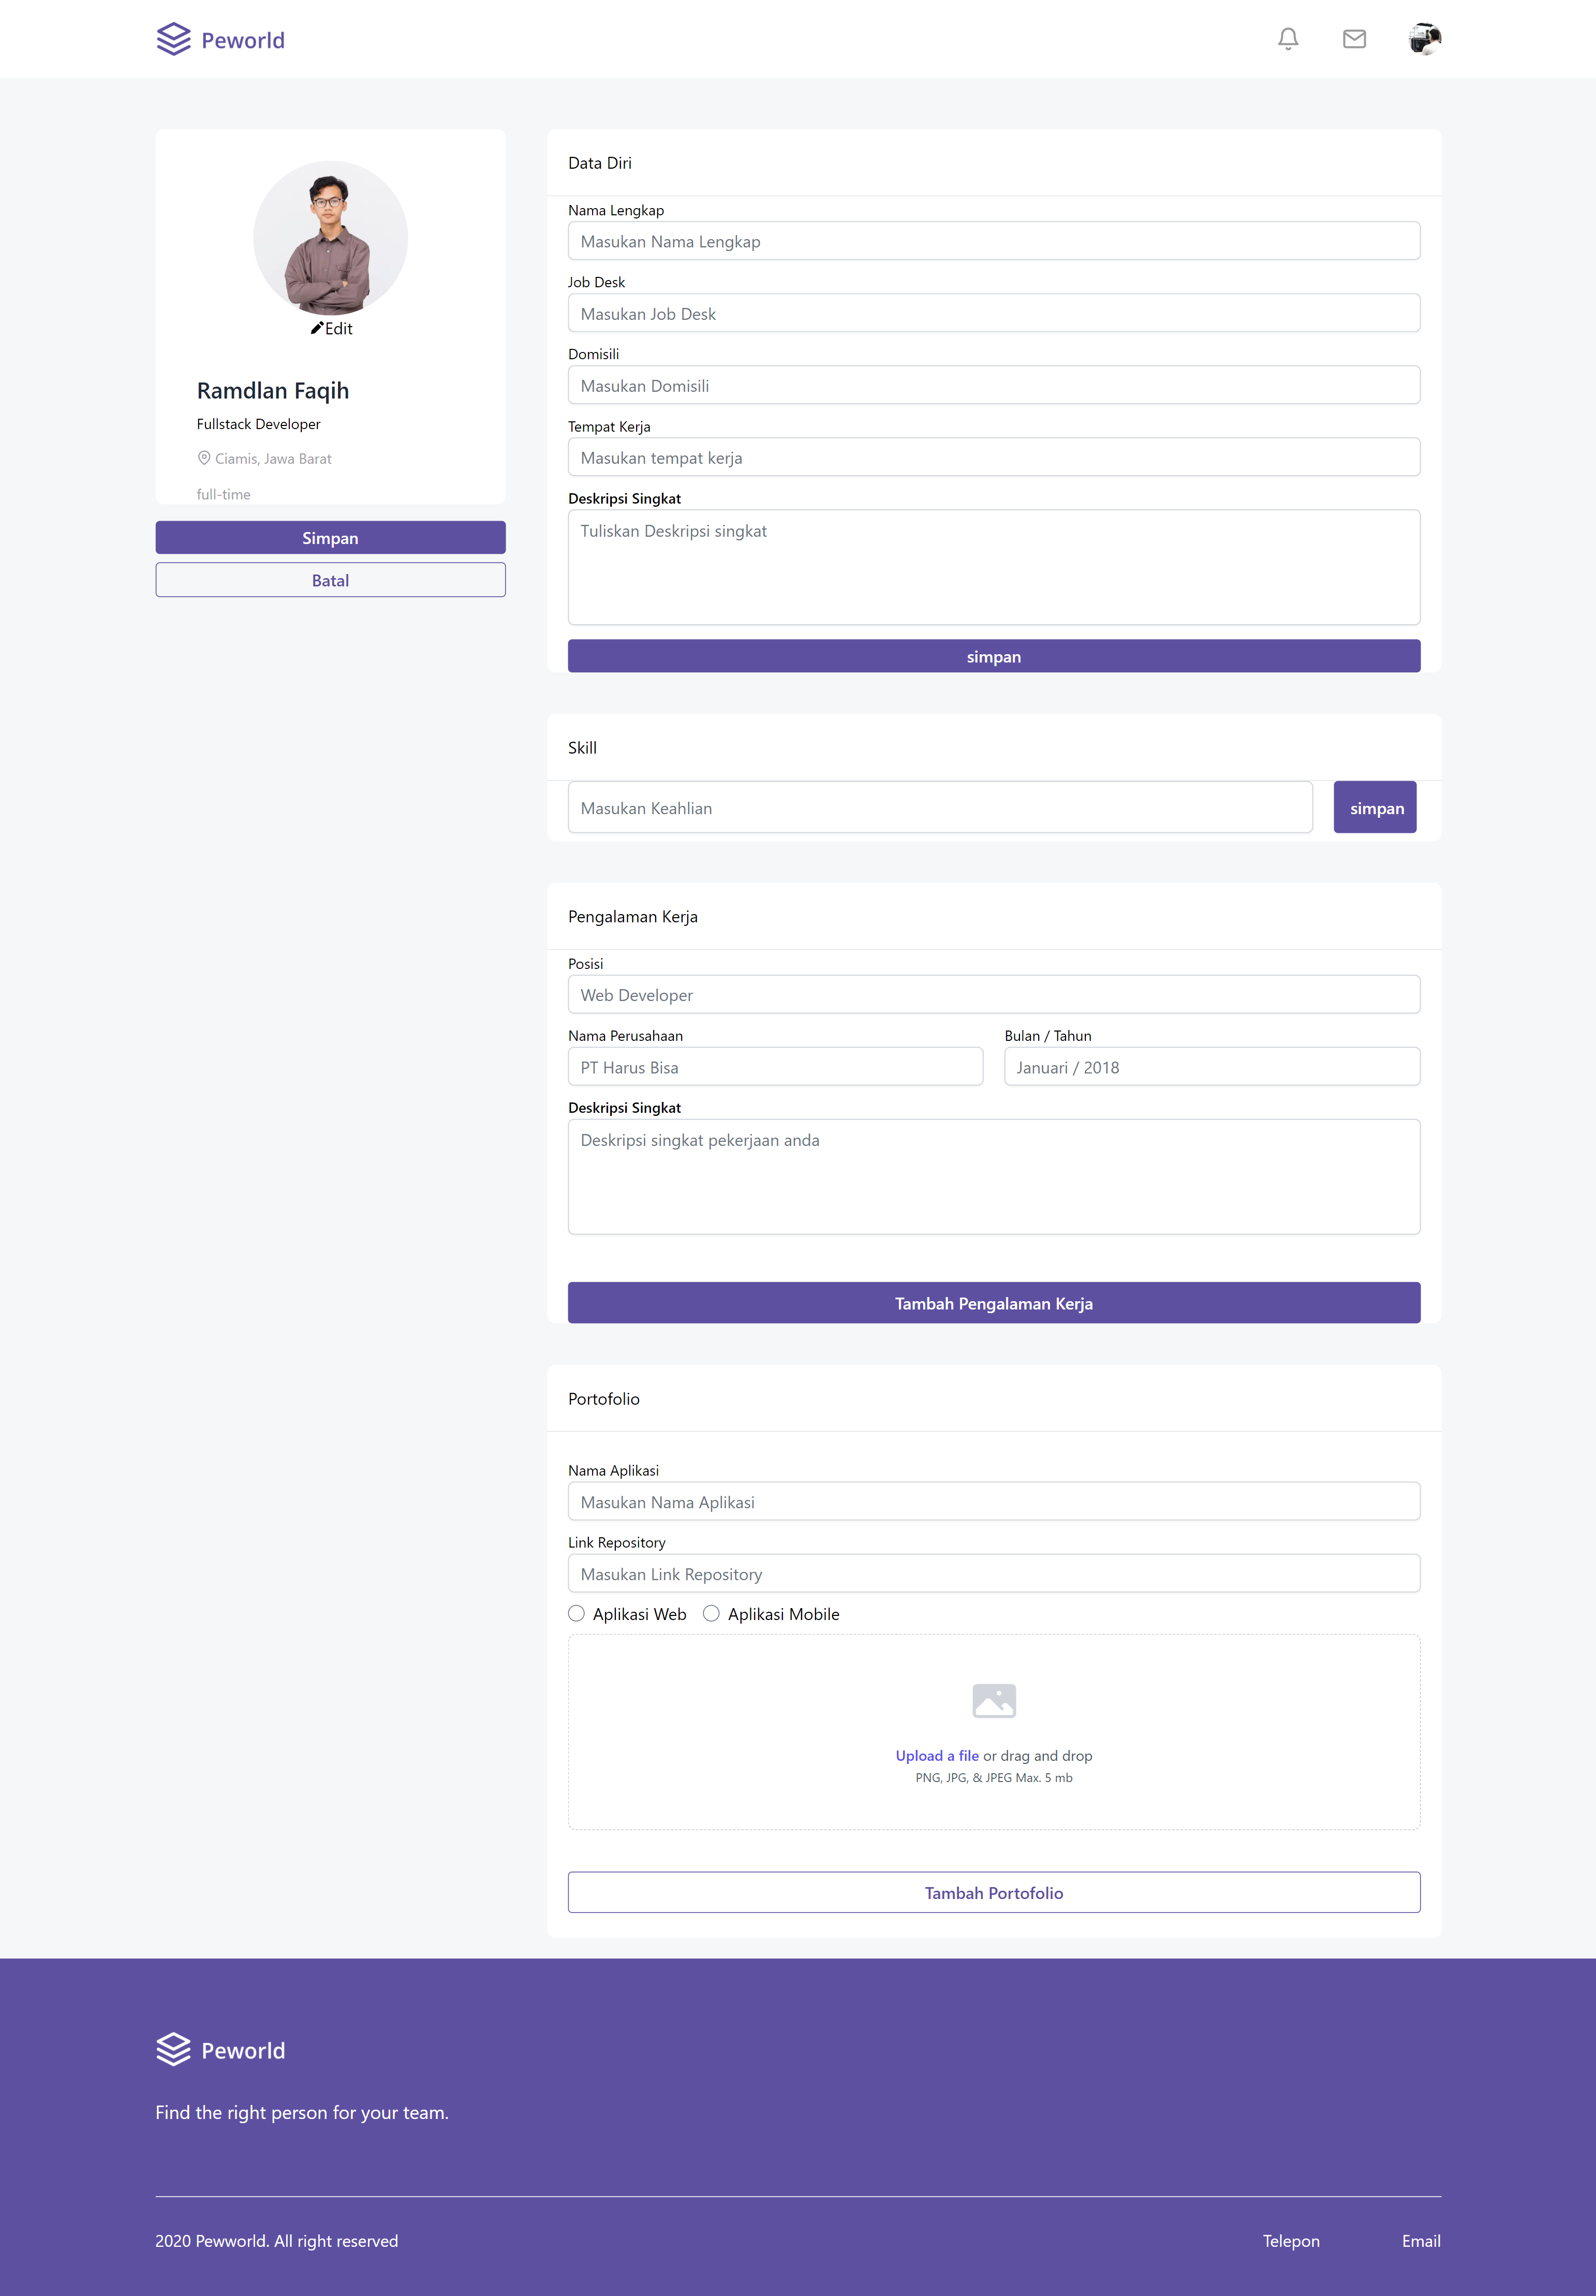 Peworld
Edit
Ramdlan Faqih
Fullstack Developer
Ciamis, Jawa Barat
full-time
Simpan
Batal
Data Diri
Nama Lengkap
Masukan Nama Lengkap
Job Desk
Masukan Job Desk
Domisili
Masukan Domisili
Tempat Kerja
Masukan tempat kerja
Deskripsi Singkat
Tuliskan Deskripsi singkat
simpan
Skill
Masukan Keahlian
simpan
Pengalaman Kerja
Posisi
Web Developer
Nama Perusahaan
PT Harus Bisa
Bulan / Tahun
Januari / 2018
Deskripsi Singkat
Deskripsi singkat pekerjaan anda
Tambah Pengalaman Kerja
Portofolio
Nama Aplikasi
Masukan Nama Aplikasi
Link Repository
Masukan Link Repository
Aplikasi Web Aplikasi Mobile
Upload a file or drag and drop
PNG, JPG, & JPEG Max. 5 mb
Tambah Portofolio
Peworld
Find the right person for your team.
2020 Pewworld. All right reserved
Telepon
Email